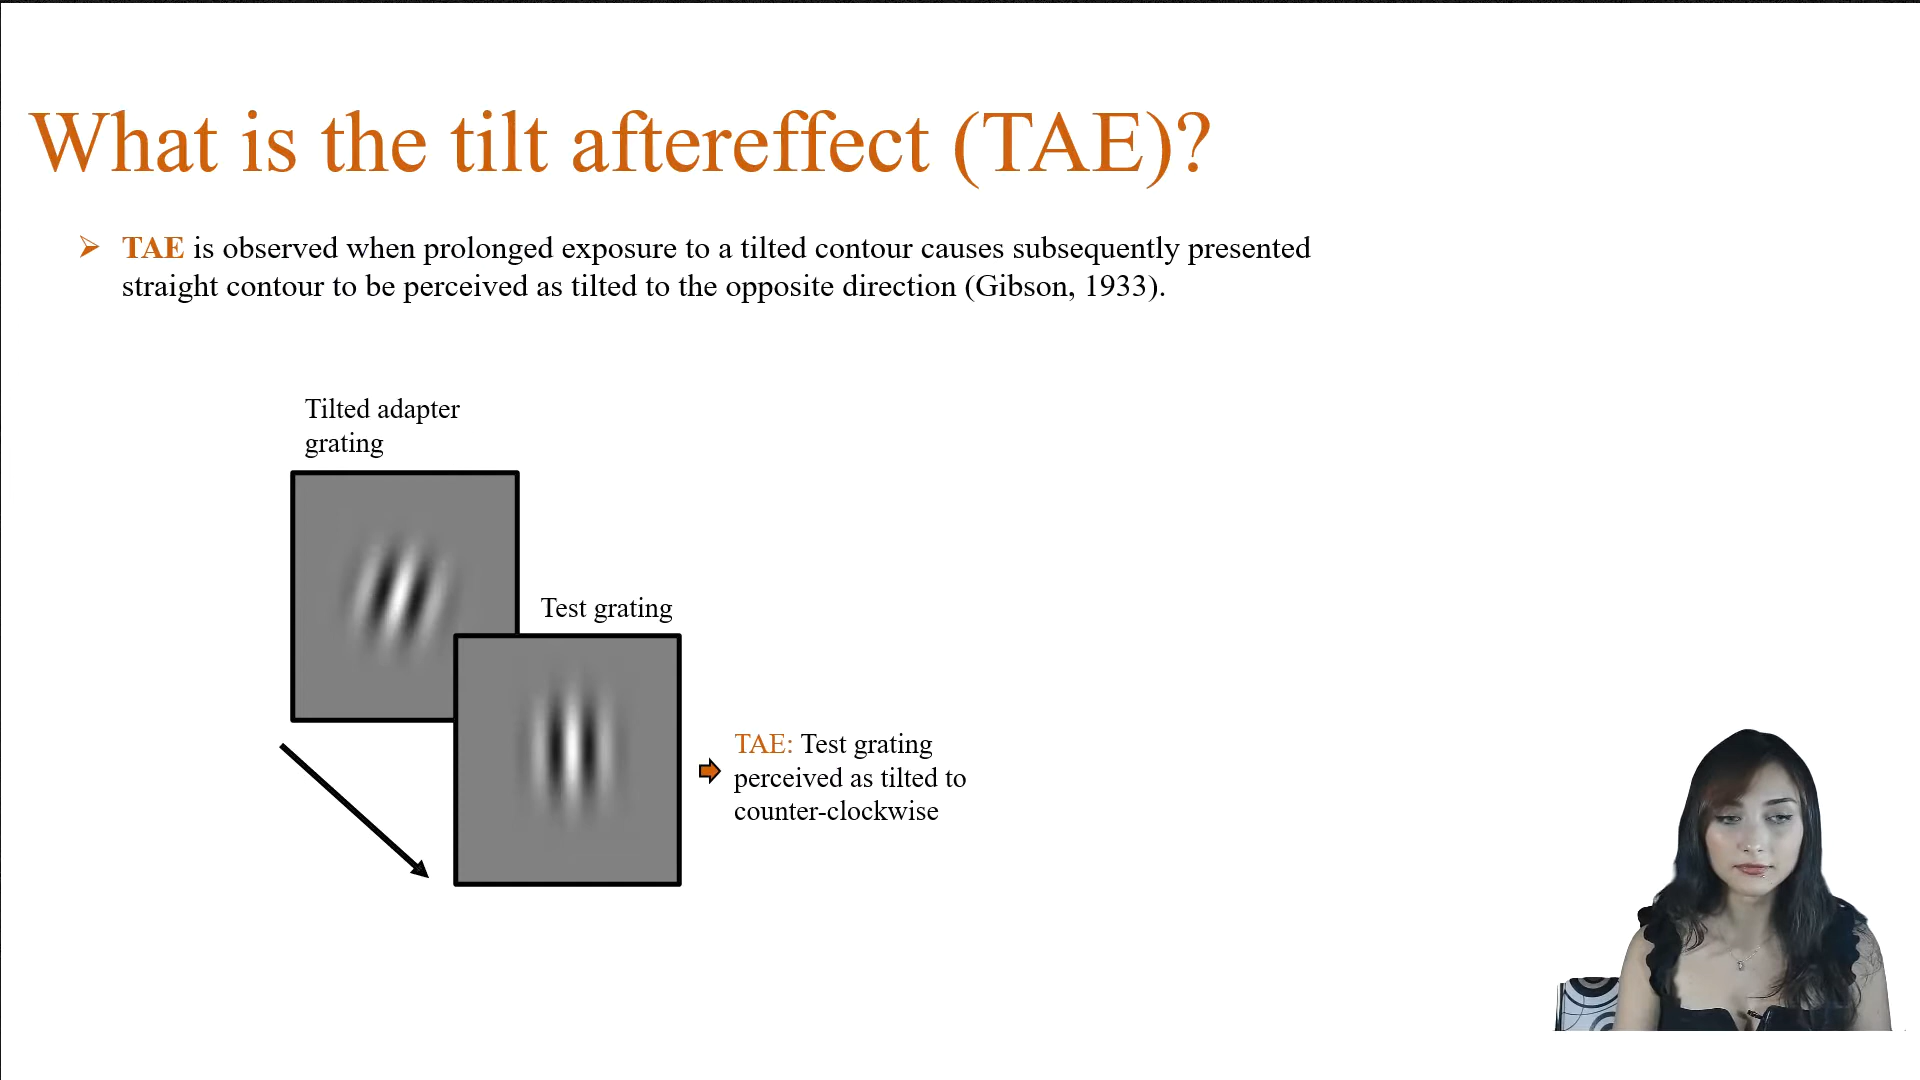 What is the tilt aftereffect (TAE)?
TAE is observed when prolonged exposure to a tilted contour causes subsequently presented
straight contour to be perceived as tilted to the opposite direction (Gibson, 1933).
Tilted adapter
grating
Test grating
TAE: Test grating
perceived as tilted to
counter-clockwise